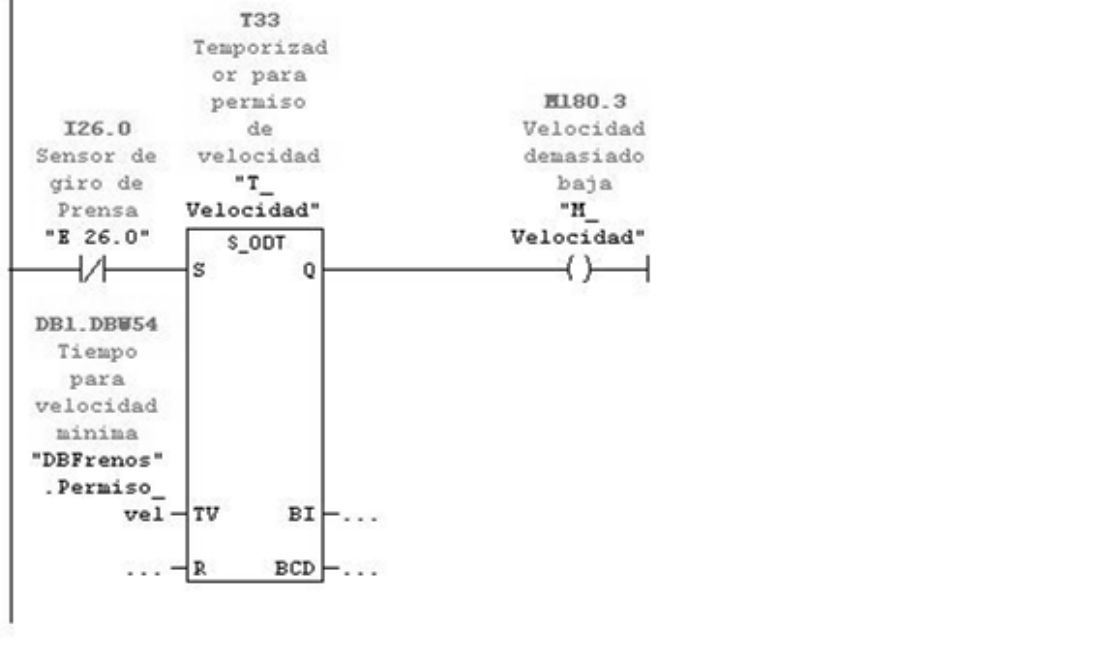 T33
Temporizad
or para
permiso
de
velocidad
"T_
Velocidad"
I26.0
Sensor de
giro de
Prensa
"E 26.0"
M180.3
Velocidad
demasiado
baja
"M_
Velocidad"
S_ODT
S
Q
DB1.DBW54
Tiempo
para
velocidad
minima
"DBFrenos"
.Permiso_
vel
TV
BI
...
...
R
BCD
...